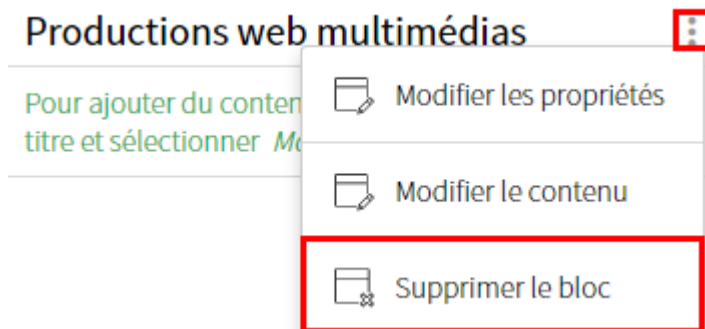 Productions web multimédias
Pour ajouter du conten
titre et sélectionner
Modifier les propriétés
Modifier le contenu
Supprimer le bloc